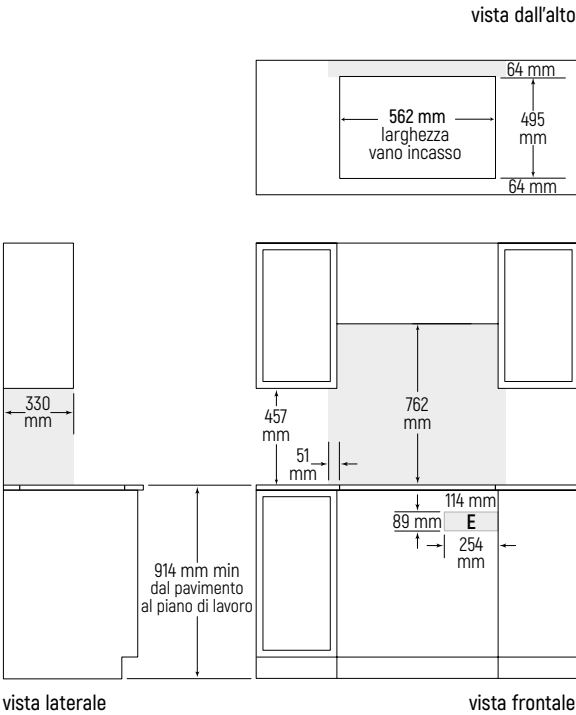 vista dall'alto
64 mm
562 mm
larghezza
vano incasso
495
mm
64 mm
330
mm
457
mm
762
mm
51
mm
114 mm
89 mm
E
254
mm
914 mm min
dal pavimento
al piano di lavoro
vista laterale
vista frontale